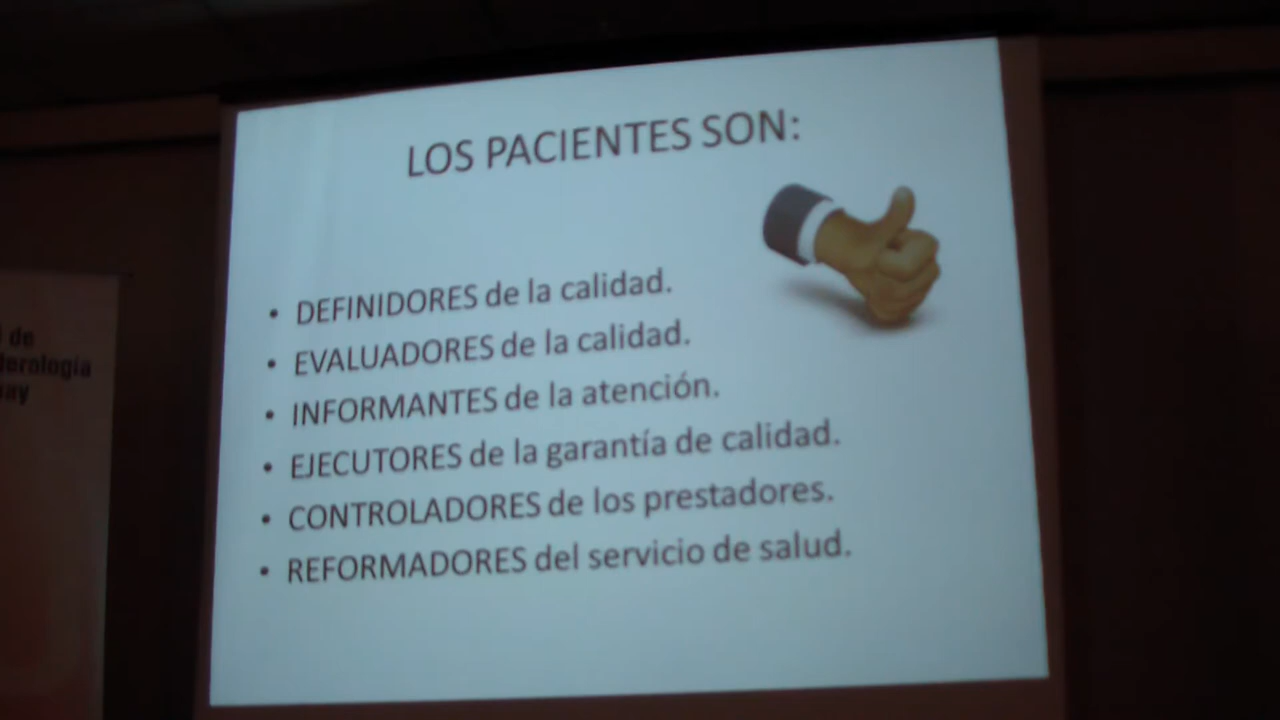 LOS PACIENTES SON:
• DEFINIDORES de la calidad.
• EVALUADORES de la calidad.
• INFORMANTES de la atención.
• EJECUTORES de la garantía de calidad.
• CONTROLADORES de los prestadores.
• REFORMADORES del servicio de salud.
de